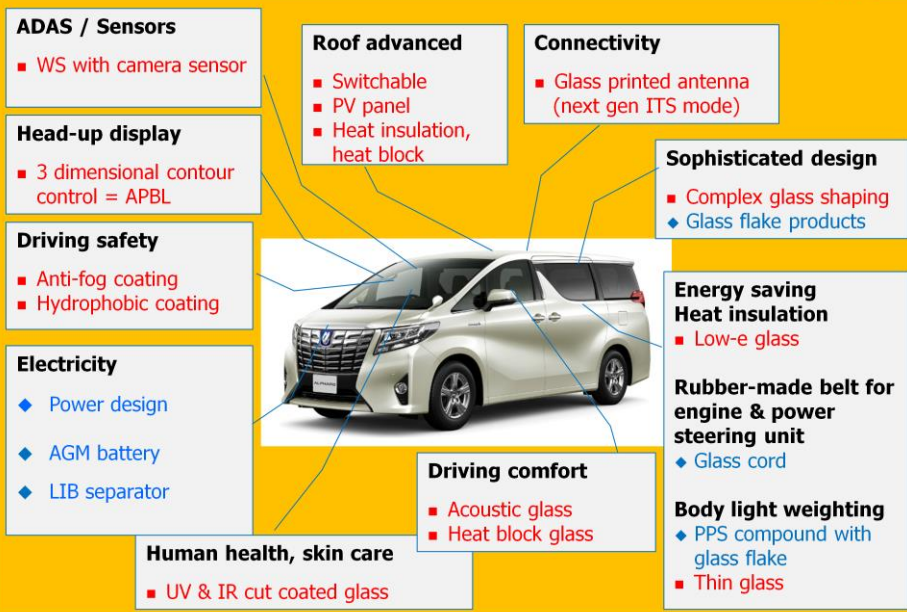 ADAS / Sensors
■ WS with camera sensor
Head-up display
■ 3 dimensional contour
control = APBL
Driving safety
■ Anti-fog coating
■ Hydrophobic coating
Electricity
◆ Power design
◆ AGM battery
◆ LIB separator
Human health, skin care
■ UV & IR cut coated glass
Roof advanced
■ Switchable
■ PV panel
■ Heat insulation,
heat block
Connectivity
■ Glass printed antenna
(next gen ITS mode)
Sophisticated design
■ Complex glass shaping
◆ Glass flake products
Energy saving
Heat insulation
■ Low-e glass
Rubber-made belt for
engine & power
steering unit
◆ Glass cord
Body light weighting
◆ PPS compound with
glass flake
■ Thin glass
Driving comfort
■ Acoustic glass
■ Heat block glass
ALPHARD